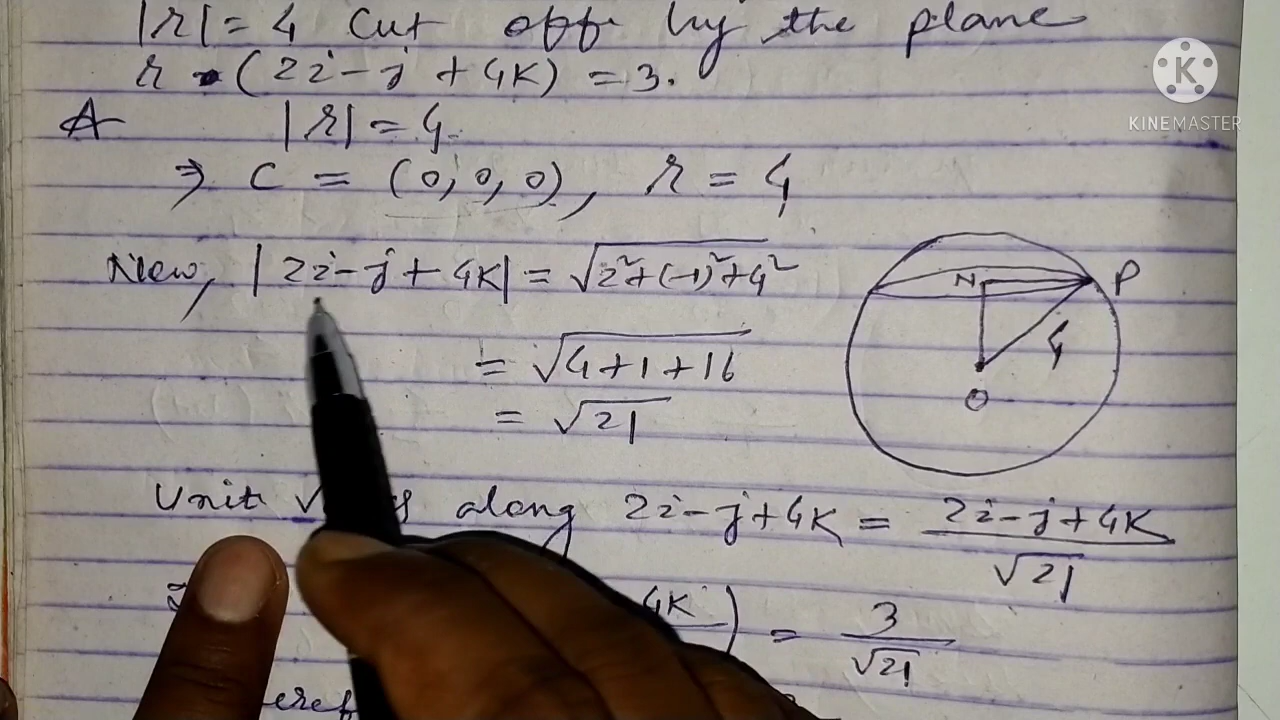 |r| = 4 cut off by the plane
r • (2i - j + 4K) = 3.
A |r| = 4
⇒ C = (0, 0, 0), r = 4
Now, |2i - j + 4K| = √2²+(-1)²+4²
= √4+1+16
= √21
Unit along 2i - j + 4K = 2i - j + 4K / √21
4K ) = 3 / √21
N P
4
O
K
KINEMASTER